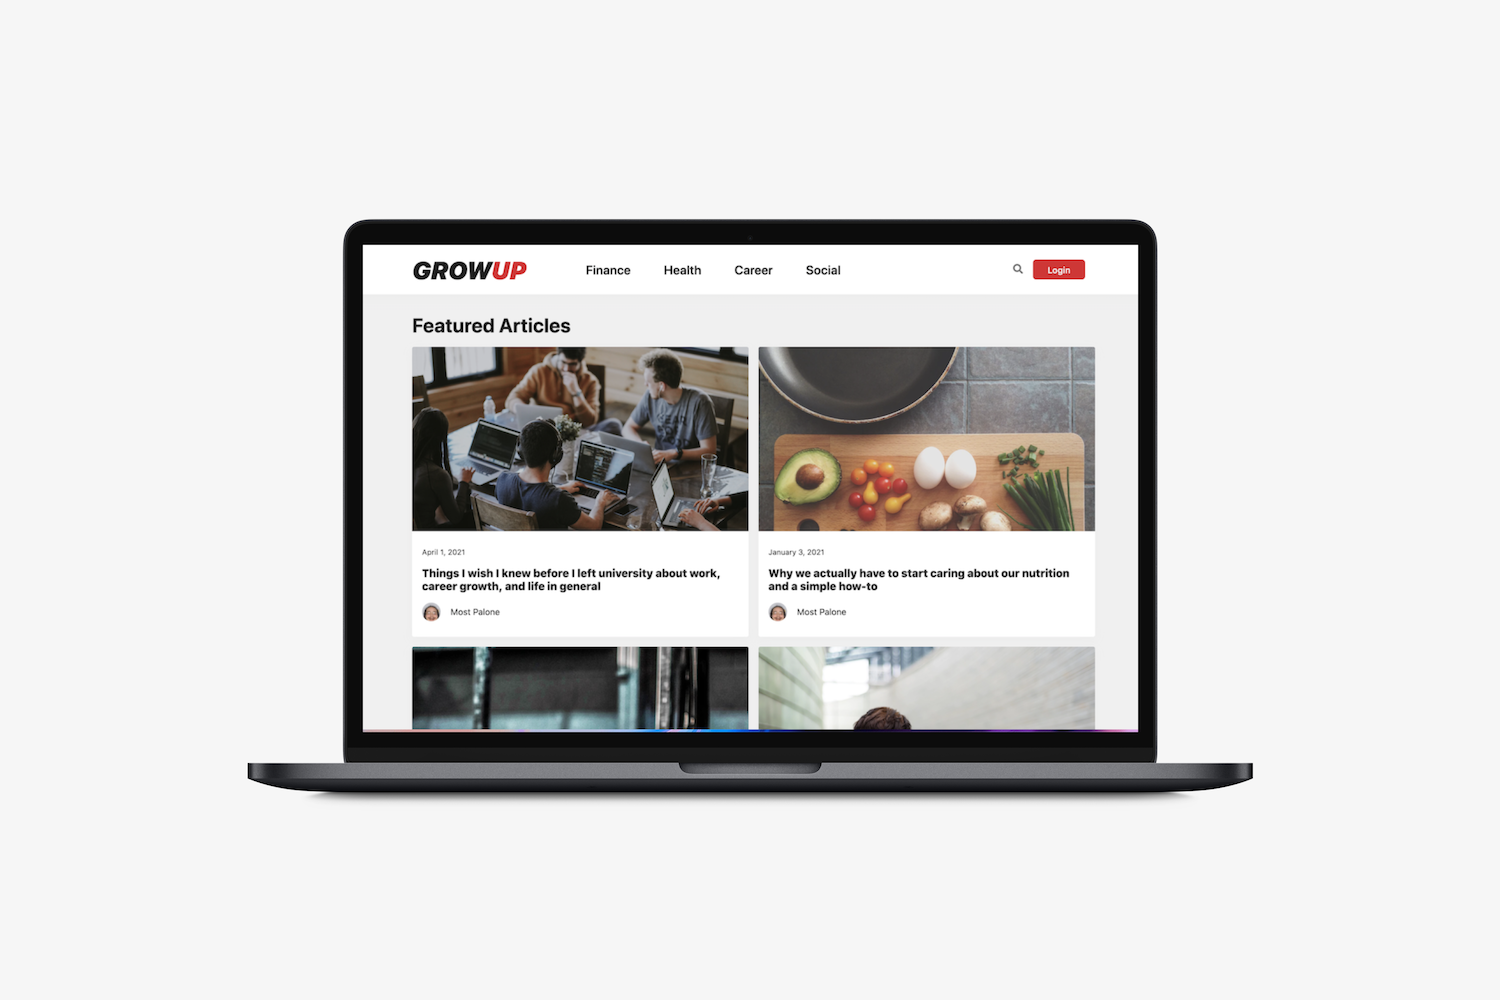 GROWUP
Finance
Health
Career
Social
Login
Featured Articles
April 1, 2021
Things I wish I knew before I left university about work,
career growth, and life in general
Most Palone
January 3, 2021
Why we actually have to start caring about our nutrition
and a simple how-to
Most Palone